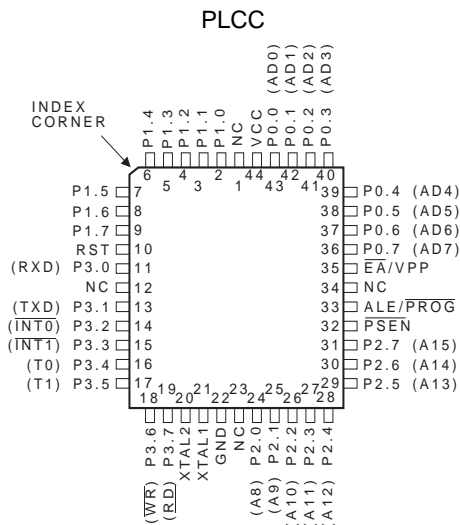 PLCC
INDEX
CORNER
P1.4
P1.3
P1.2
P1.1
P1.0
NC
VCC
P0.0 (AD0)
P0.1 (AD1)
P0.2 (AD2)
P0.3 (AD3)
6
5
4
3
2
1
44
43
42
41
40
P1.5 7
P1.6 8
P1.7 9
RST 10
(RXD) P3.0 11
NC 12
(TXD) P3.1 13
(INT0) P3.2 14
(INT1) P3.3 15
(T0) P3.4 16
(T1) P3.5 17
39 P0.4 (AD4)
38 P0.5 (AD5)
37 P0.6 (AD6)
36 P0.7 (AD7)
35 EA/VPP
34 NC
33 ALE/PROG
32 PSEN
31 P2.7 (A15)
30 P2.6 (A14)
29 P2.5 (A13)
18
19
20
21
22
23
24
25
26
27
28
(WR) P3.6
(RD) P3.7
XTAL2
XTAL1
GND
NC
(A8) P2.0
(A9) P2.1
(A10) P2.2
(A11) P2.3
(A12) P2.4